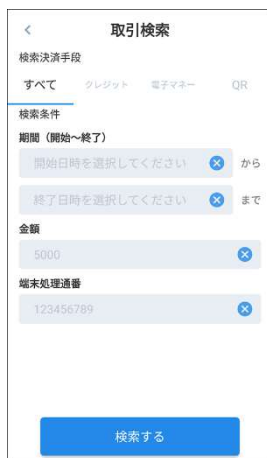 取引検索
検索決済手段
すべて クレジット 電子マネー QR
検索条件
期間（開始～終了）
開始日時を選択してください から
終了日時を選択してください まで
金額
5000
端末処理通番
123456789
検索する